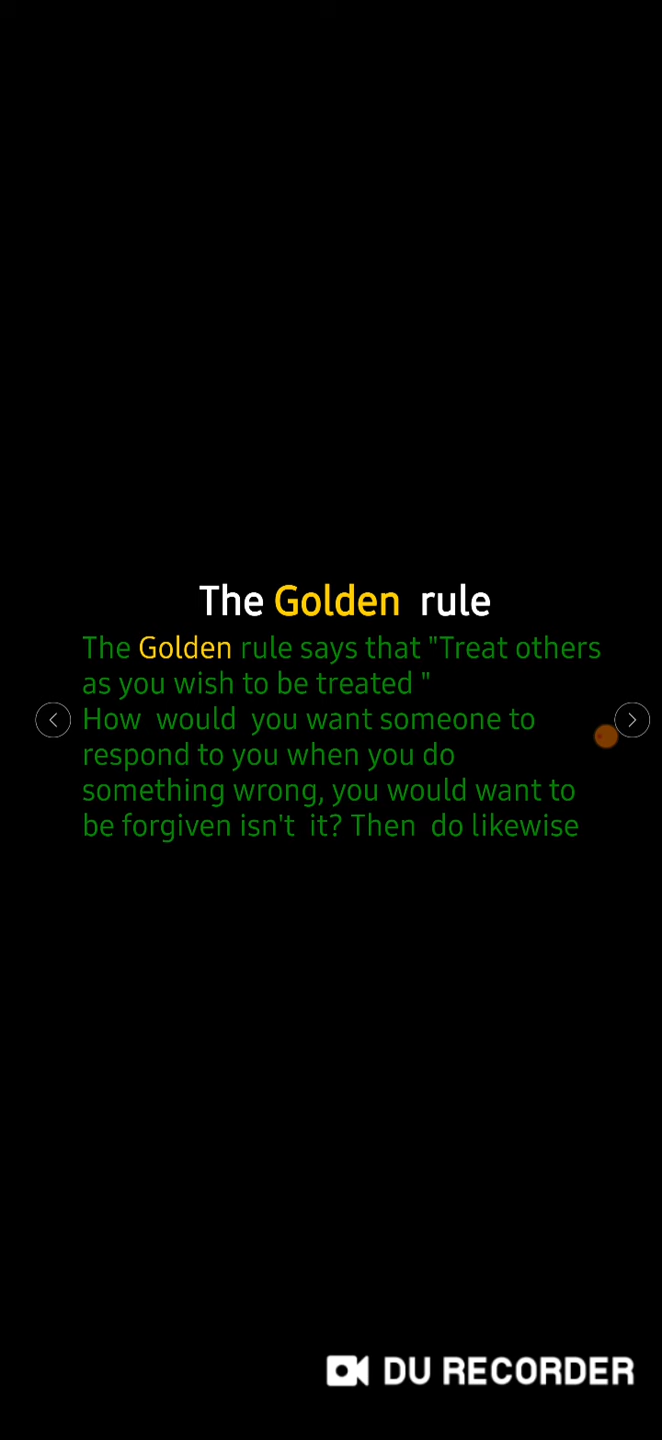 The Golden  rule
The Golden rule says that "Treat others
as you wish to be treated "
How  would  you want someone to
respond to you when you do
something wrong, you would want to
be forgiven isn't  it? Then  do likewise
DU RECORDER